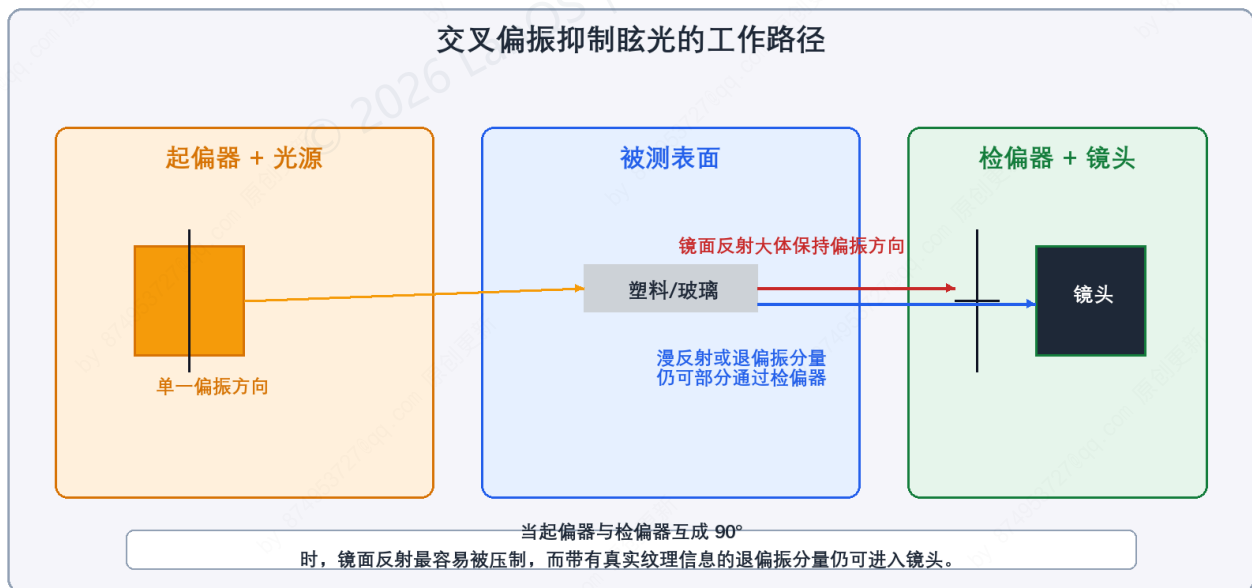 交叉偏振抑制眩光的工作路径
起偏器 + 光源
被测表面
检偏器 + 镜头
镜面反射大体保持偏振方向
塑料/玻璃
镜头
漫反射或退偏振分量
仍可部分通过检偏器
单一偏振方向
当起偏器与检偏器互成 90°
时，镜面反射最容易被压制，而带有真实纹理信息的退偏振分量仍可进入镜头。